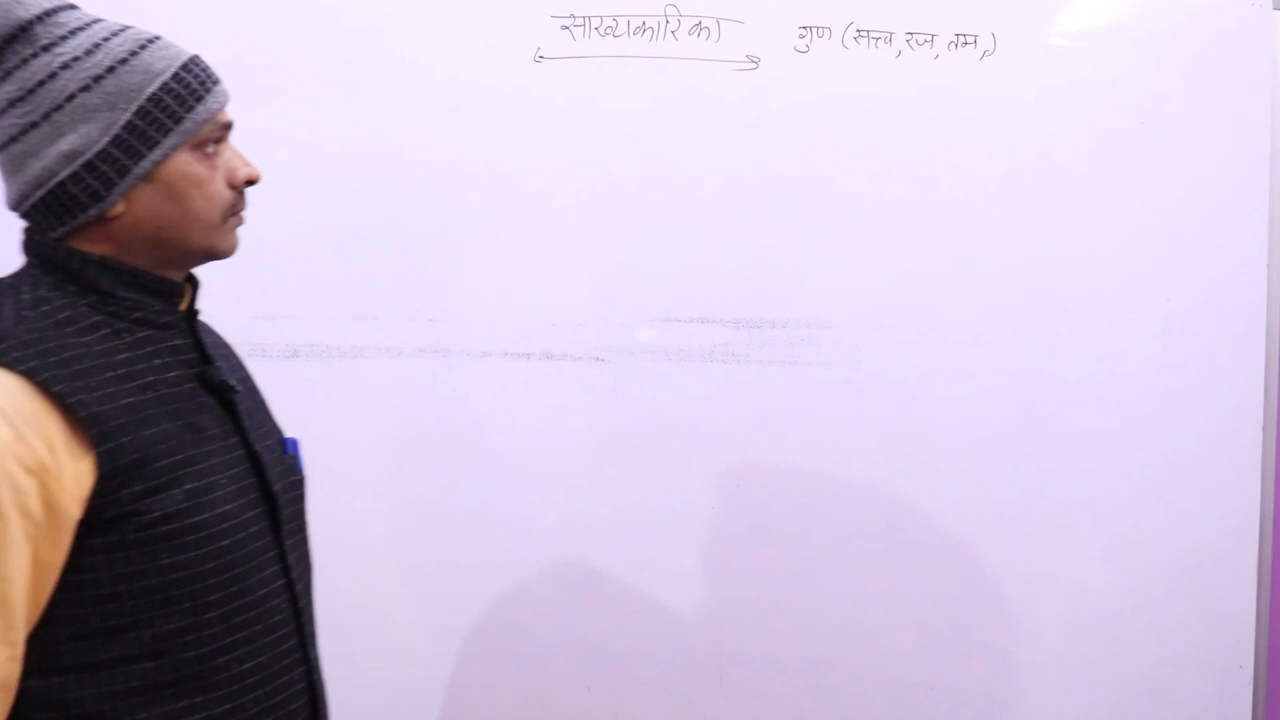 साख्यकारिका
गुण (सत्त्व, रज, तम,)